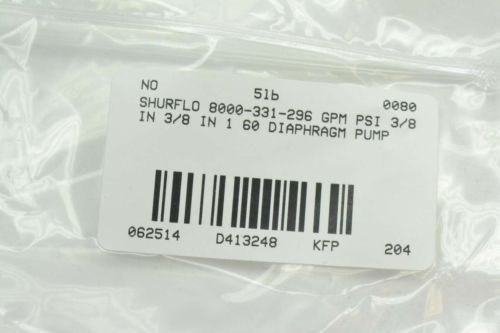 NO 5lb 0080
SHURFLO 8000-331-296 GPM PSI 3/8
IN 3/8 IN 1 60 DIAPHRAGM PUMP
062514 D413248 KFP 204